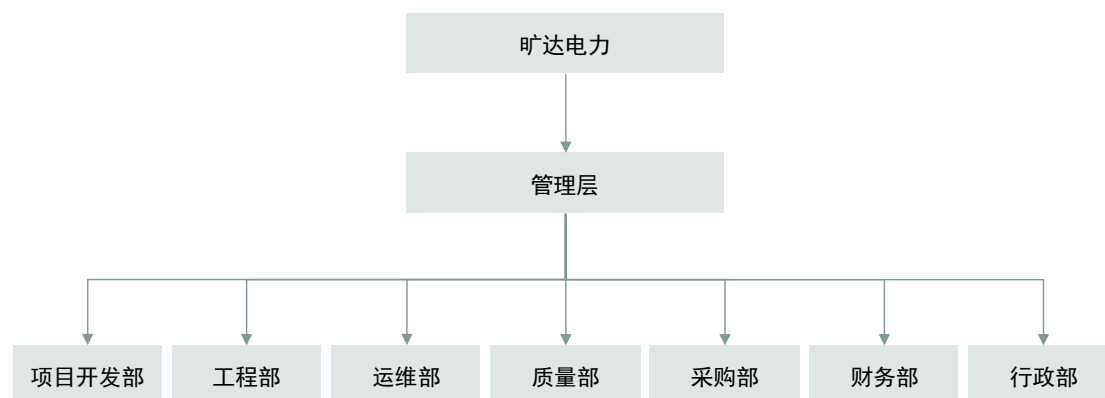 旷达电力
管理层
项目开发部
工程部
运维部
质量部
采购部
财务部
行政部